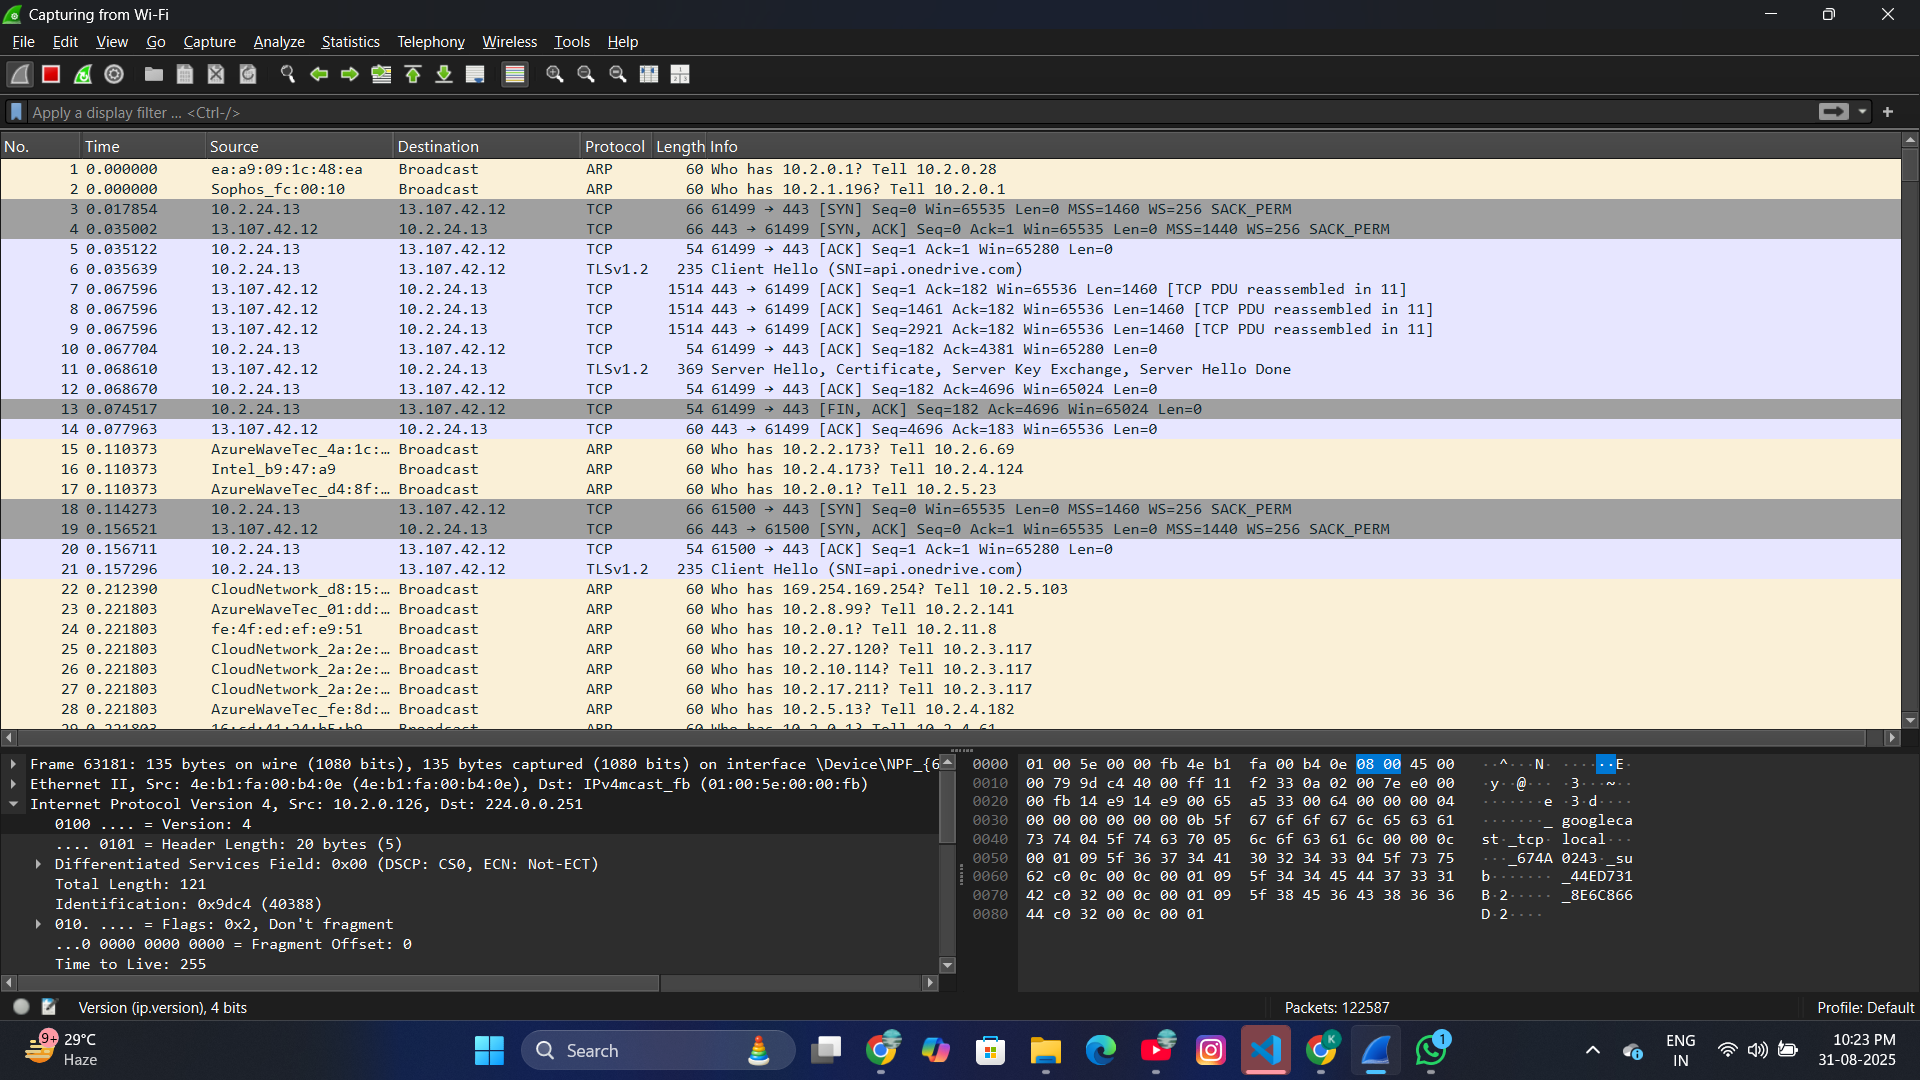 Capturing from Wi-Fi
File Edit View Go Capture Analyze Statistics Telephony Wireless Tools Help
Apply a display filter ... <Ctrl-/>
No. Time Source Destination Protocol Length Info
1 0.000000 ea:a9:09:1c:48:ea Broadcast ARP 60 Who has 10.2.0.1? Tell 10.2.0.28
2 0.000000 Sophos_fc:00:10 Broadcast ARP 60 Who has 10.2.1.196? Tell 10.2.0.1
3 0.017854 10.2.24.13 13.107.42.12 TCP 66 61499 → 443 [SYN] Seq=0 Win=65535 Len=0 MSS=1460 WS=256 SACK_PERM
4 0.035002 13.107.42.12 10.2.24.13 TCP 66 443 → 61499 [SYN, ACK] Seq=0 Ack=1 Win=65535 Len=0 MSS=1440 WS=256 SACK_PERM
5 0.035122 10.2.24.13 13.107.42.12 TCP 54 61499 → 443 [ACK] Seq=1 Ack=1 Win=65280 Len=0
6 0.035639 10.2.24.13 13.107.42.12 TLSv1.2 235 Client Hello (SNI=api.onedrive.com)
7 0.067596 13.107.42.12 10.2.24.13 TCP 1514 443 → 61499 [ACK] Seq=1 Ack=182 Win=65536 Len=1460 [TCP PDU reassembled in 11]
8 0.067596 13.107.42.12 10.2.24.13 TCP 1514 443 → 61499 [ACK] Seq=1461 Ack=182 Win=65536 Len=1460 [TCP PDU reassembled in 11]
9 0.067596 13.107.42.12 10.2.24.13 TCP 1514 443 → 61499 [ACK] Seq=2921 Ack=182 Win=65536 Len=1460 [TCP PDU reassembled in 11]
10 0.067704 10.2.24.13 13.107.42.12 TCP 54 61499 → 443 [ACK] Seq=182 Ack=4381 Win=65280 Len=0
11 0.068610 13.107.42.12 10.2.24.13 TLSv1.2 369 Server Hello, Certificate, Server Key Exchange, Server Hello Done
12 0.068670 10.2.24.13 13.107.42.12 TCP 54 61499 → 443 [ACK] Seq=182 Ack=4696 Win=65024 Len=0
13 0.074517 10.2.24.13 13.107.42.12 TCP 54 61499 → 443 [FIN, ACK] Seq=182 Ack=4696 Win=65024 Len=0
14 0.077963 13.107.42.12 10.2.24.13 TCP 60 443 → 61499 [ACK] Seq=4696 Ack=183 Win=65536 Len=0
15 0.110373 AzureWaveTec_4a:1c:… Broadcast ARP 60 Who has 10.2.2.173? Tell 10.2.6.69
16 0.110373 Intel_b9:47:a9 Broadcast ARP 60 Who has 10.2.4.173? Tell 10.2.4.124
17 0.110373 AzureWaveTec_d4:8f:… Broadcast ARP 60 Who has 10.2.0.1? Tell 10.2.5.23
18 0.114273 10.2.24.13 13.107.42.12 TCP 66 61500 → 443 [SYN] Seq=0 Win=65535 Len=0 MSS=1460 WS=256 SACK_PERM
19 0.156521 13.107.42.12 10.2.24.13 TCP 66 443 → 61500 [SYN, ACK] Seq=0 Ack=1 Win=65535 Len=0 MSS=1440 WS=256 SACK_PERM
20 0.156711 10.2.24.13 13.107.42.12 TCP 54 61500 → 443 [ACK] Seq=1 Ack=1 Win=65280 Len=0
21 0.157296 10.2.24.13 13.107.42.12 TLSv1.2 235 Client Hello (SNI=api.onedrive.com)
22 0.212390 CloudNetwork_d8:15:… Broadcast ARP 60 Who has 169.254.169.254? Tell 10.2.5.103
23 0.221803 AzureWaveTec_01:dd:… Broadcast ARP 60 Who has 10.2.8.99? Tell 10.2.2.141
24 0.221803 fe:4f:ed:ef:e9:51 Broadcast ARP 60 Who has 10.2.0.1? Tell 10.2.11.8
25 0.221803 CloudNetwork_2a:2e:… Broadcast ARP 60 Who has 10.2.27.120? Tell 10.2.3.117
26 0.221803 CloudNetwork_2a:2e:… Broadcast ARP 60 Who has 10.2.10.114? Tell 10.2.3.117
27 0.221803 CloudNetwork_2a:2e:… Broadcast ARP 60 Who has 10.2.17.211? Tell 10.2.3.117
28 0.221803 AzureWaveTec_fe:8d:… Broadcast ARP 60 Who has 10.2.5.13? Tell 10.2.4.182
29 0.221803 16:cd:41:24:b5:b9 Broadcast ARP 60 Who has 10.2.0.1? Tell 10.2.4.61
Frame 63181: 135 bytes on wire (1080 bits), 135 bytes captured (1080 bits) on interface \Device\NPF_{6
Ethernet II, Src: 4e:b1:fa:00:b4:0e (4e:b1:fa:00:b4:0e), Dst: IPv4mcast_fb (01:00:5e:00:00:fb)
Internet Protocol Version 4, Src: 10.2.0.126, Dst: 224.0.0.251
0100 .... = Version: 4
.... 0101 = Header Length: 20 bytes (5)
Differentiated Services Field: 0x00 (DSCP: CS0, ECN: Not-ECT)
Total Length: 121
Identification: 0x9dc4 (40388)
010. .... = Flags: 0x2, Don't fragment
...0 0000 0000 0000 = Fragment Offset: 0
Time to Live: 255
0000 01 00 5e 00 00 fb 4e b1 fa 00 b4 0e 08 00 45 00 ··^···N· ······E·
0010 00 79 9d c4 40 00 ff 11 f2 33 0a 02 00 7e e0 00 ·y··@··· ·3···~··
0020 00 fb 14 e9 14 e9 00 65 a5 33 00 64 00 00 00 04 ·······e ·3·d····
0030 00 00 00 00 00 00 0b 5f 67 6f 6f 67 6c 65 63 61 ·······_ googleca
0040 73 74 04 5f 74 63 70 05 6c 6f 63 61 6c 00 00 0c st·_tcp· local···
0050 00 01 09 5f 36 37 34 41 30 32 34 33 04 5f 73 75 ···_674A 0243·_su
0060 62 c0 0c 00 0c 00 01 09 5f 34 34 45 44 37 33 31 b······· _44ED731
0070 42 c0 32 00 0c 00 01 09 5f 38 45 36 43 38 36 36 B·2····· _8E6C866
0080 44 c0 32 00 0c 00 01 D·2····
Version (ip.version), 4 bits
Packets: 122587
Profile: Default
9+
29°C
Haze
Search
K
1
ENG
IN
10:23 PM
31-08-2025